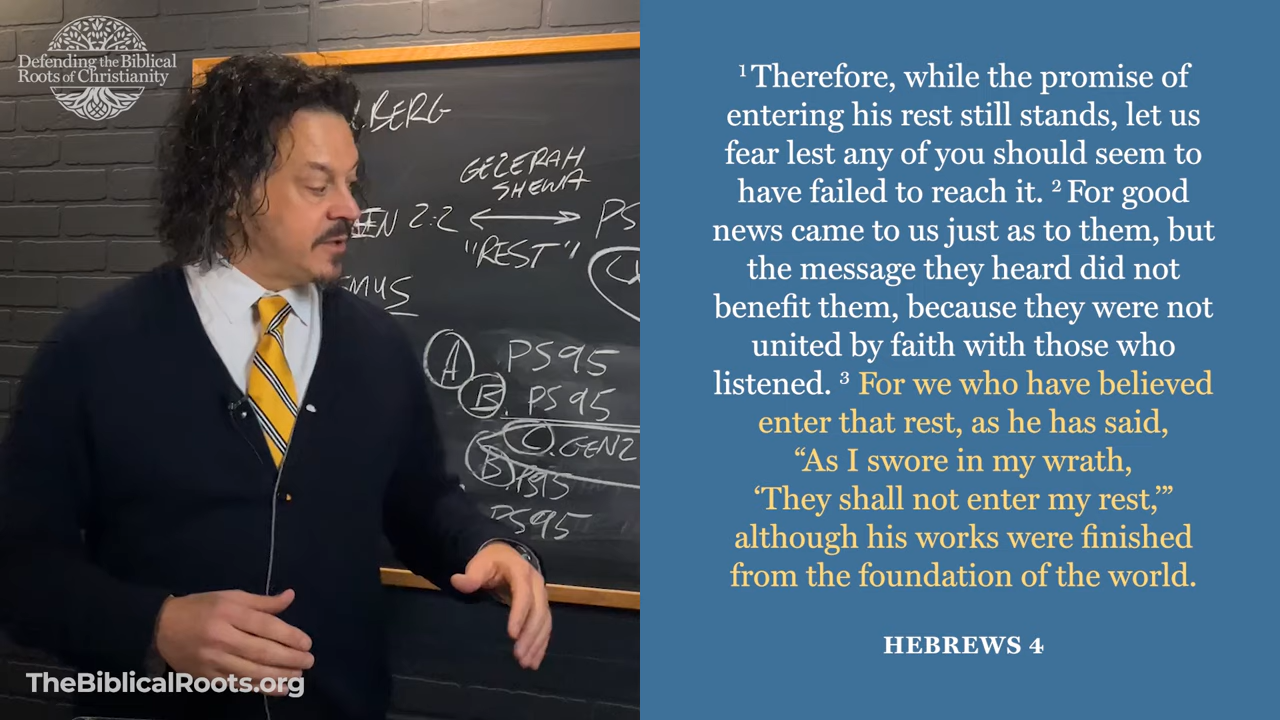 Defending the Biblical
Roots of Christianity
.BERG
GEZERAH
SHEWA
GEN 2:2
PS
"REST"
A PS95
B. PS 95
C. GEN2
B. PS95
PS95
TheBiblicalRoots.org
1 Therefore, while the promise of
entering his rest still stands, let us
fear lest any of you should seem to
have failed to reach it. 2 For good
news came to us just as to them, but
the message they heard did not
benefit them, because they were not
united by faith with those who
listened. 3 For we who have believed
enter that rest, as he has said,
“As I swore in my wrath,
‘They shall not enter my rest,’”
although his works were finished
from the foundation of the world.
HEBREWS 4